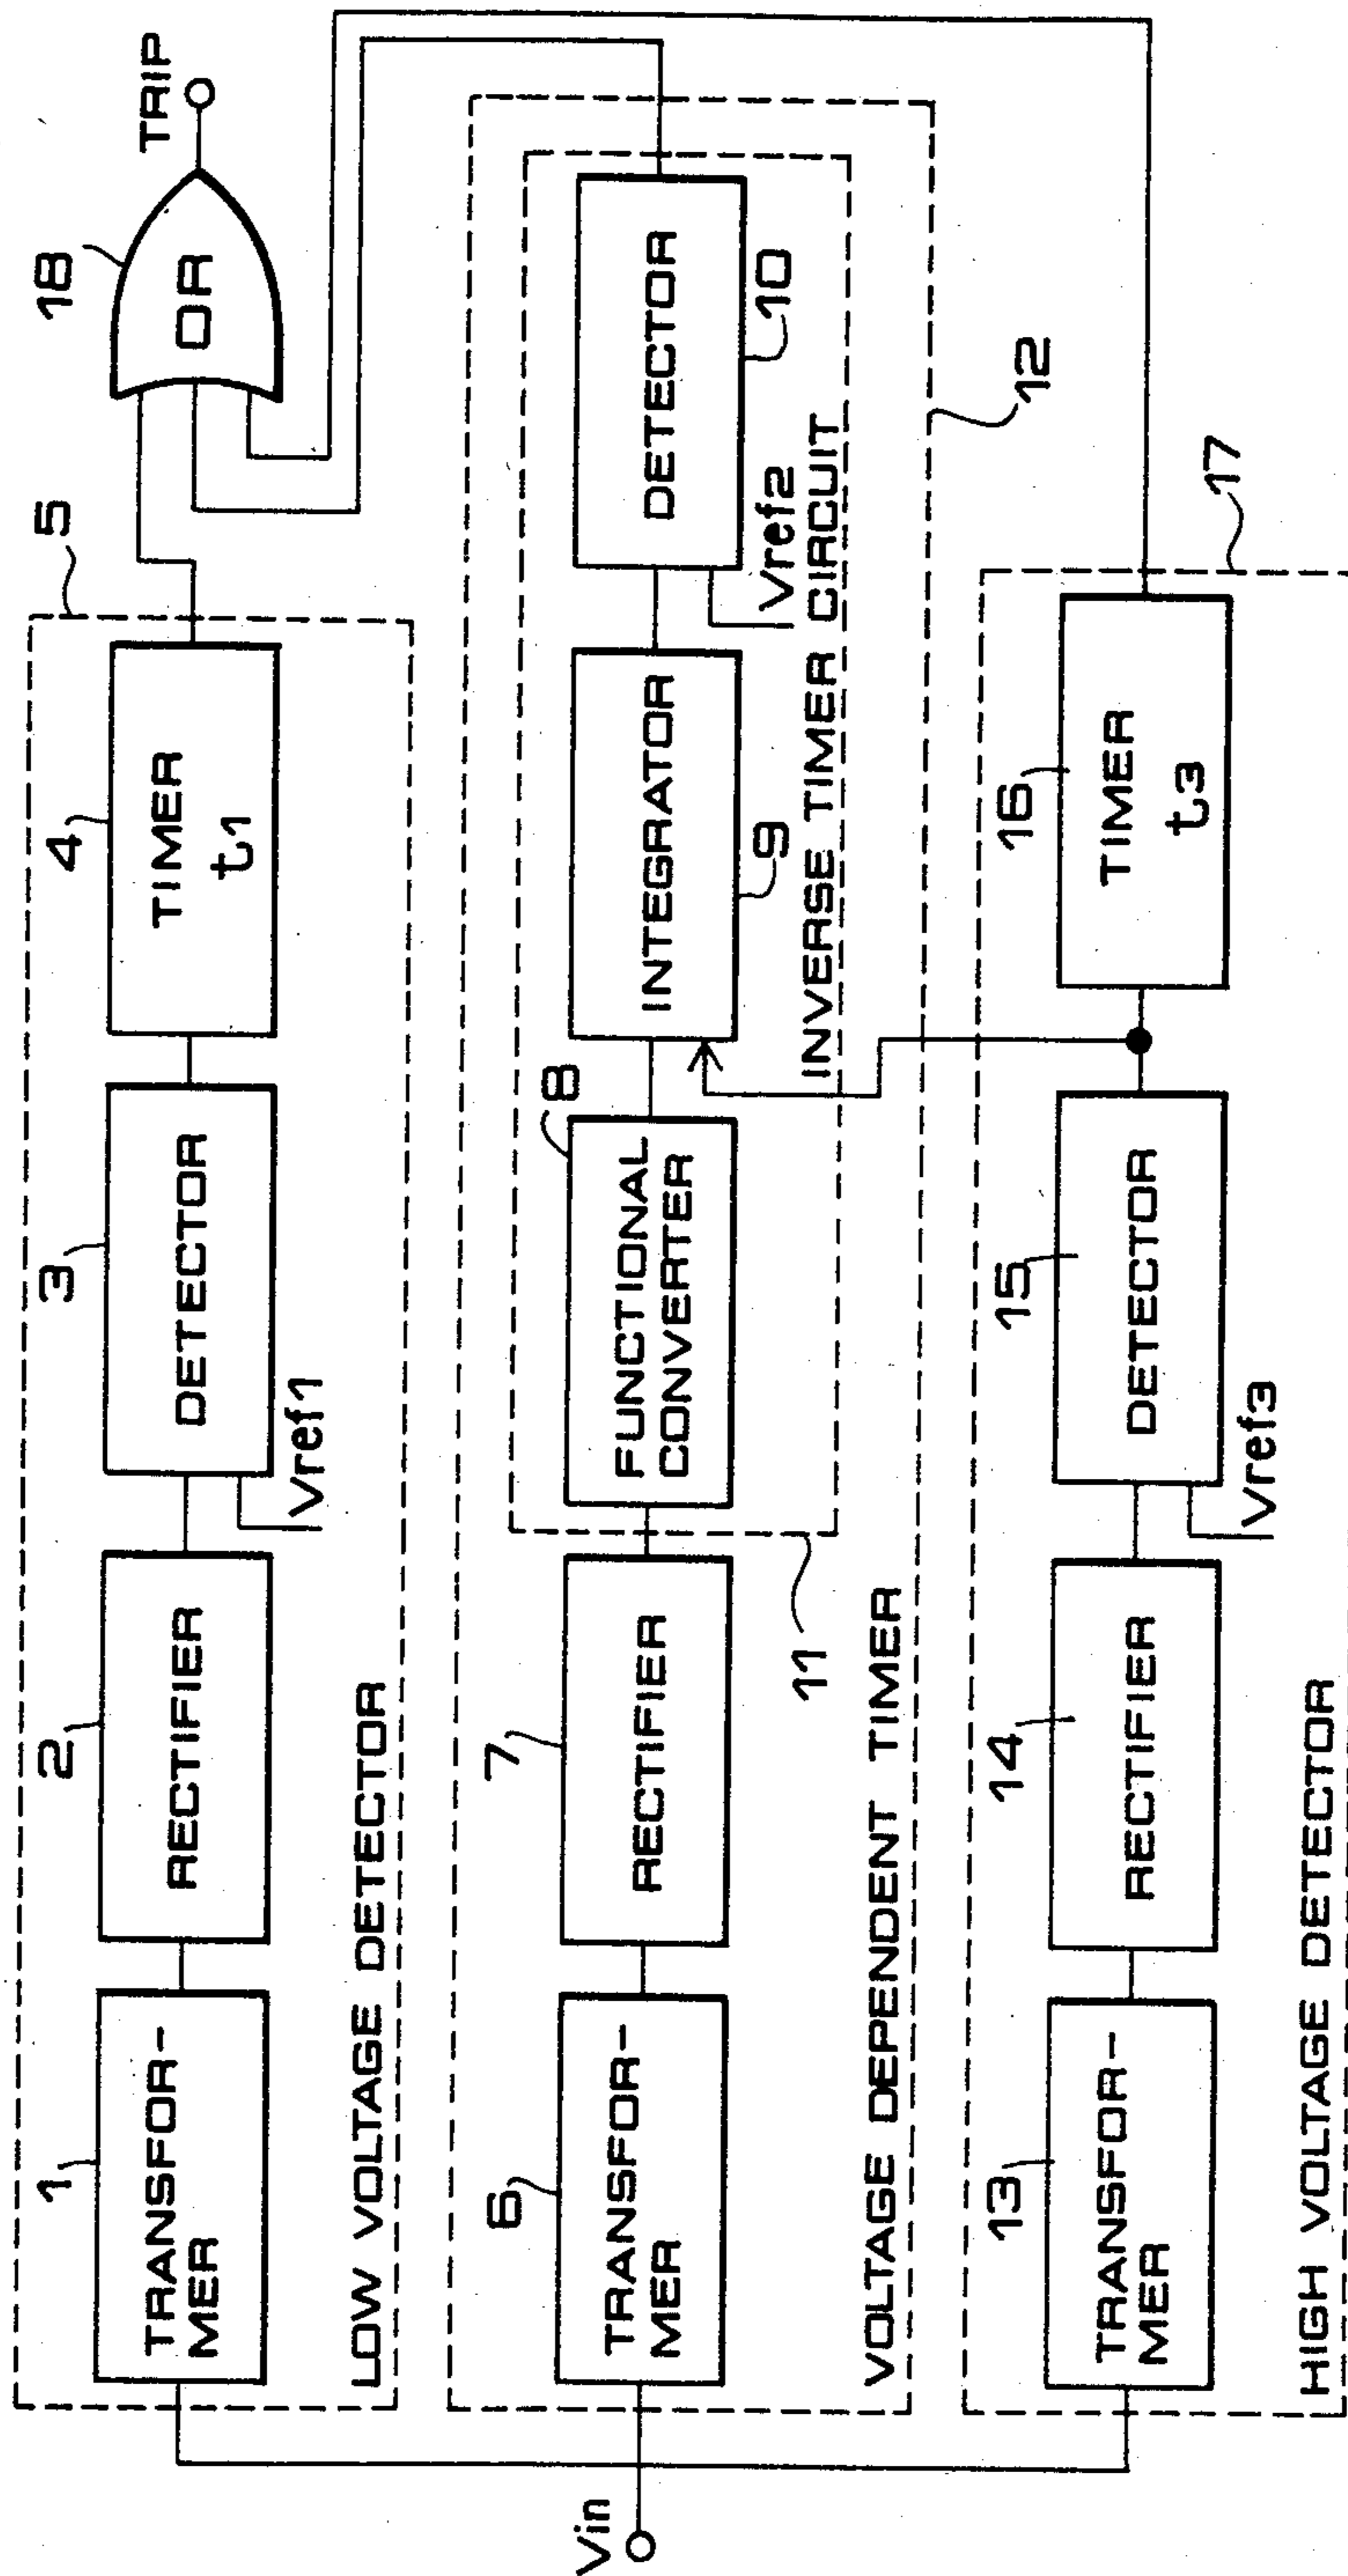 Vin
1
TRANSFOR-
MER
2
RECTIFIER
3
DETECTOR
Vref1
4
TIMER
t1
5
LOW VOLTAGE DETECTOR
18
OR
TRIP
6
TRANSFOR-
MER
7
RECTIFIER
8
FUNCTIONAL
CONVERTER
9
INTEGRATOR
10
DETECTOR
Vref2
11
INVERSE TIMER CIRCUIT
VOLTAGE DEPENDENT TIMER
12
13
TRANSFOR-
MER
14
RECTIFIER
15
DETECTOR
Vref3
16
TIMER
t3
17
HIGH VOLTAGE DETECTOR